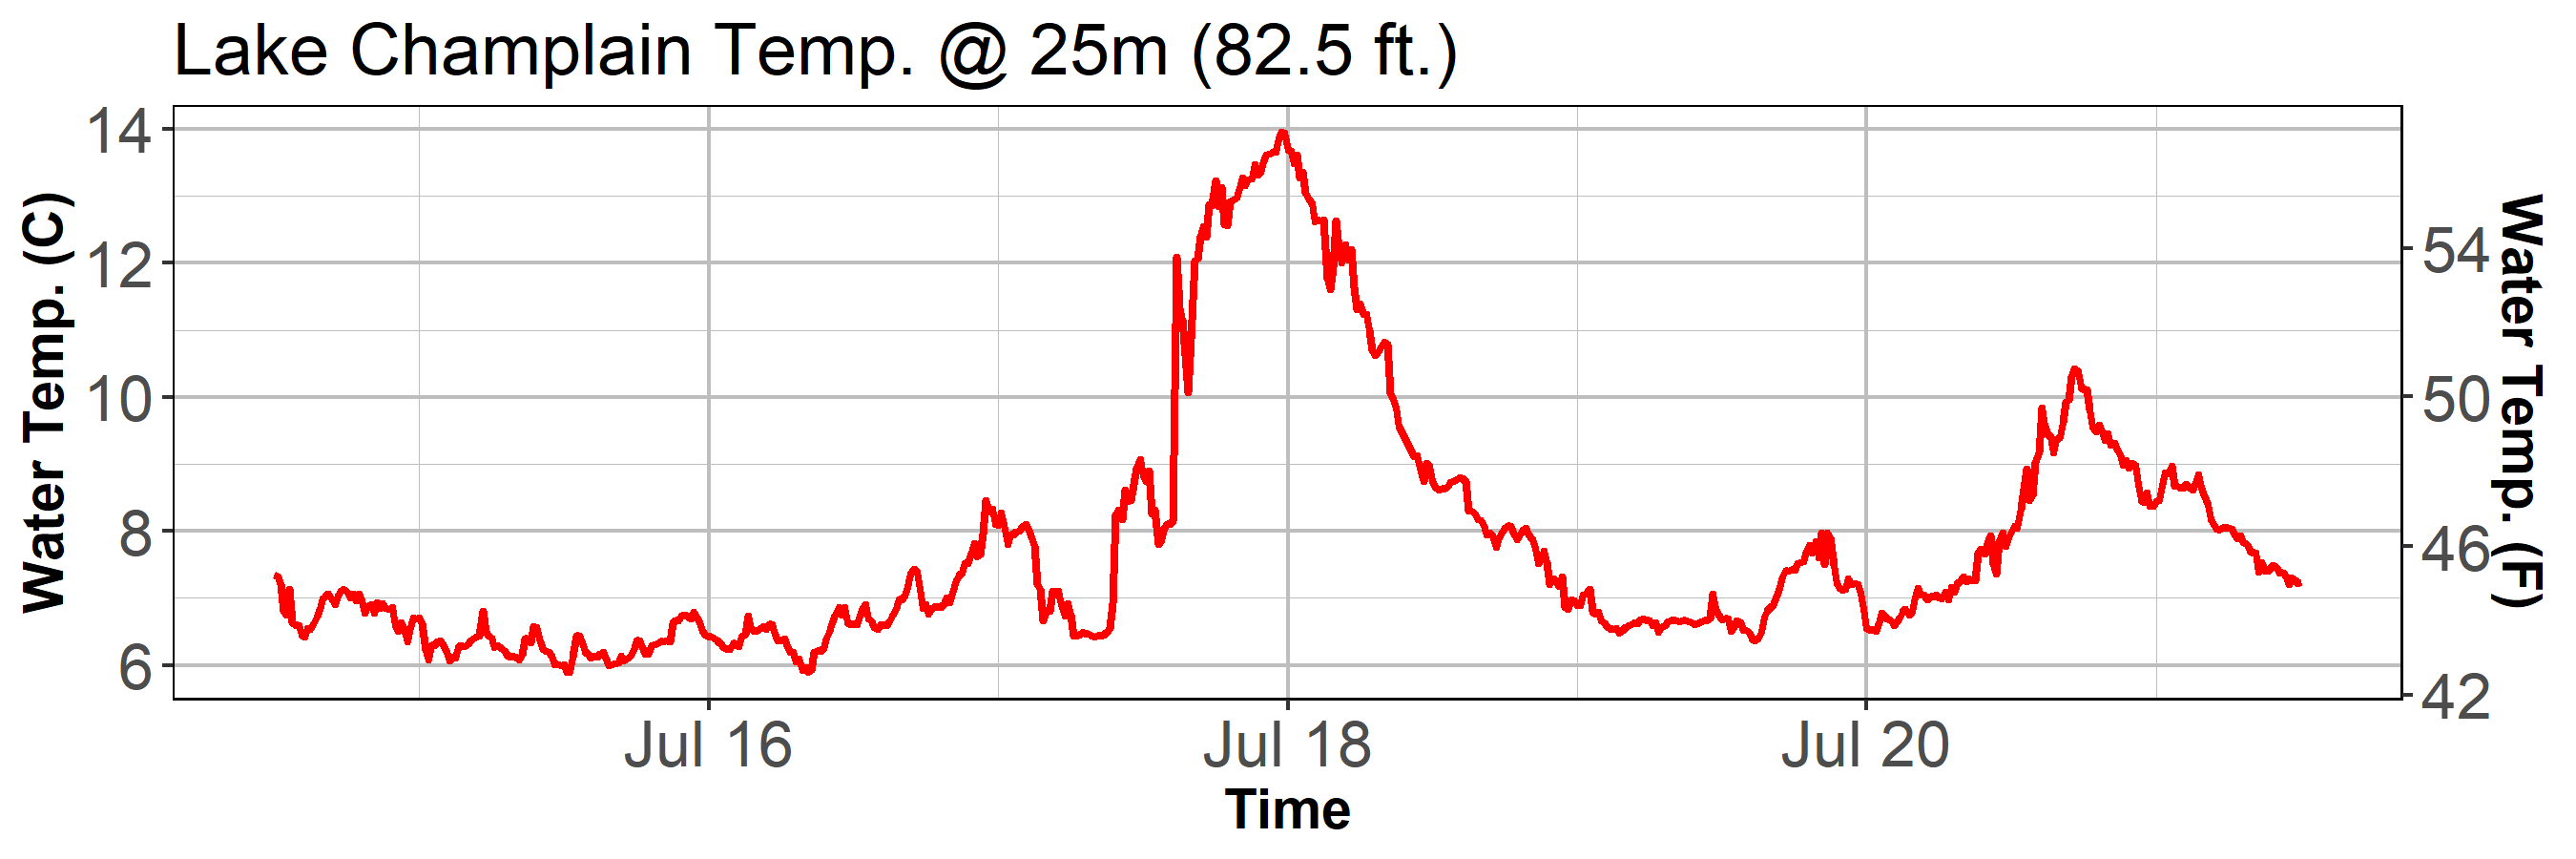 Lake Champlain Temp. @ 25m (82.5 ft.)
Water Temp. (C)
14
12
10
8
6
54
50
46
42
Water Temp. (F)
Jul 16 Jul 18 Jul 20
Time